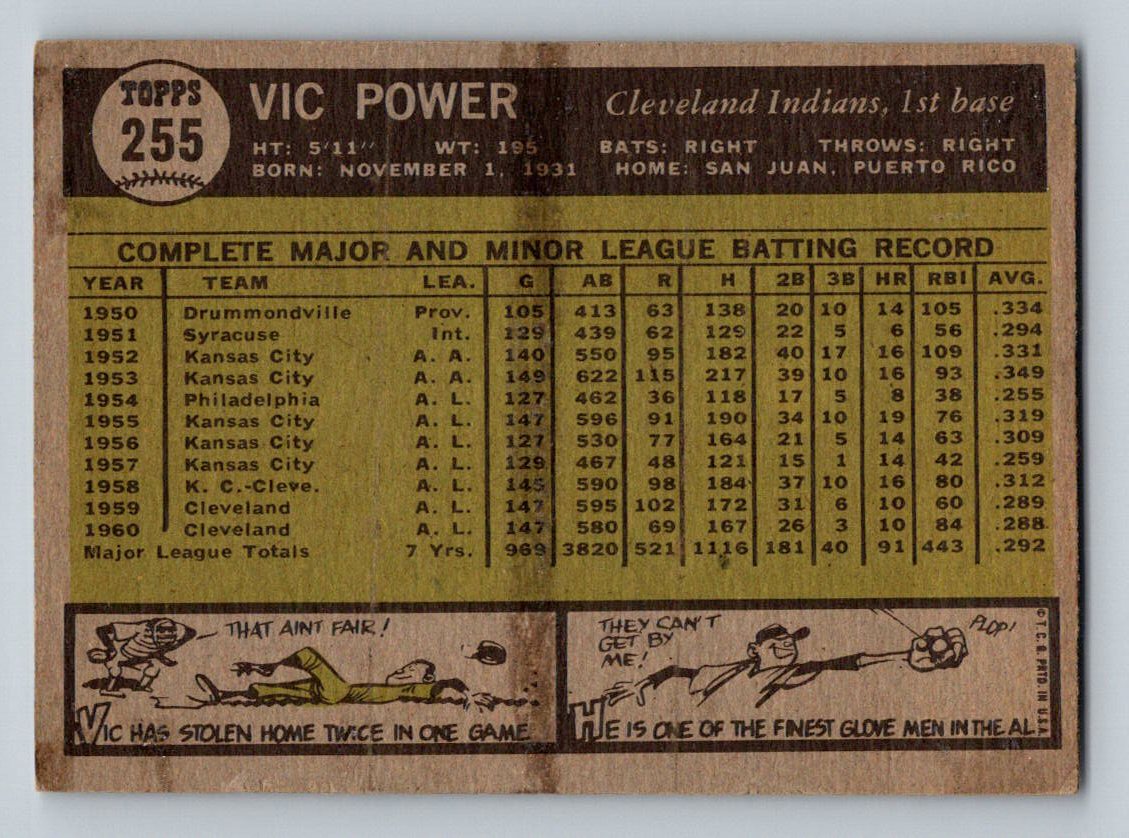 TOPPS
255
VIC POWER
Cleveland Indians, 1st base
HT: 5'11" WT: 195 BATS: RIGHT THROWS: RIGHT
BORN: NOVEMBER 1, 1931 HOME: SAN JUAN, PUERTO RICO
COMPLETE MAJOR AND MINOR LEAGUE BATTING RECORD
YEAR TEAM LEA. G AB R H 2B 3B HR RBI AVG.
1950 Drummondville Prov. 105 413 63 138 20 10 14 105 .334
1951 Syracuse Int. 129 439 62 129 22 5 6 56 .294
1952 Kansas City A. A. 140 550 95 182 40 17 16 109 .331
1953 Kansas City A. A. 149 622 115 217 39 10 16 93 .349
1954 Philadelphia A. L. 127 462 36 118 17 5 8 38 .255
1955 Kansas City A. L. 147 596 91 190 34 10 19 76 .319
1956 Kansas City A. L. 127 530 77 164 21 5 14 63 .309
1957 Kansas City A. L. 129 467 48 121 15 1 14 42 .259
1958 K. C.-Cleve. A. L. 145 590 98 184 37 10 16 80 .312
1959 Cleveland A. L. 147 595 102 172 31 6 10 60 .289
1960 Cleveland A. L. 147 580 69 167 26 3 10 84 .288
Major League Totals 7 Yrs. 969 3820 521 1116 181 40 91 443 .292
THAT AINT FAIR!
VIC HAS STOLEN HOME TWICE IN ONE GAME
THEY CAN'T
GET BY
ME!
PLOP!
HE IS ONE OF THE FINEST GLOVE MEN IN THE AL
© T. C. G. PRTD. IN U.S.A.